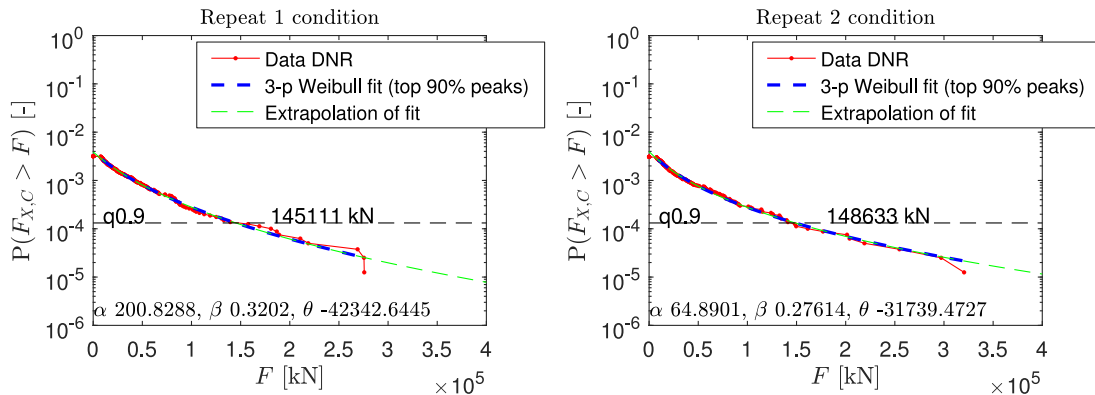 Repeat 1 condition
10^0
10^-1
10^-2
10^-3
10^-4
10^-5
10^-6
P(F_{X,C} > F) [-]
Data DNR
3-p Weibull fit (top 90% peaks)
Extrapolation of fit
q0.9
145111 kN
α 200.8288, β 0.3202, θ -42342.6445
0 0.5 1 1.5 2 2.5 3 3.5 4
F [kN]
×10^5
Repeat 2 condition
10^0
10^-1
10^-2
10^-3
10^-4
10^-5
10^-6
P(F_{X,C} > F) [-]
Data DNR
3-p Weibull fit (top 90% peaks)
Extrapolation of fit
q0.9
148633 kN
α 64.8901, β 0.27614, θ -31739.4727
0 0.5 1 1.5 2 2.5 3 3.5 4
F [kN]
×10^5